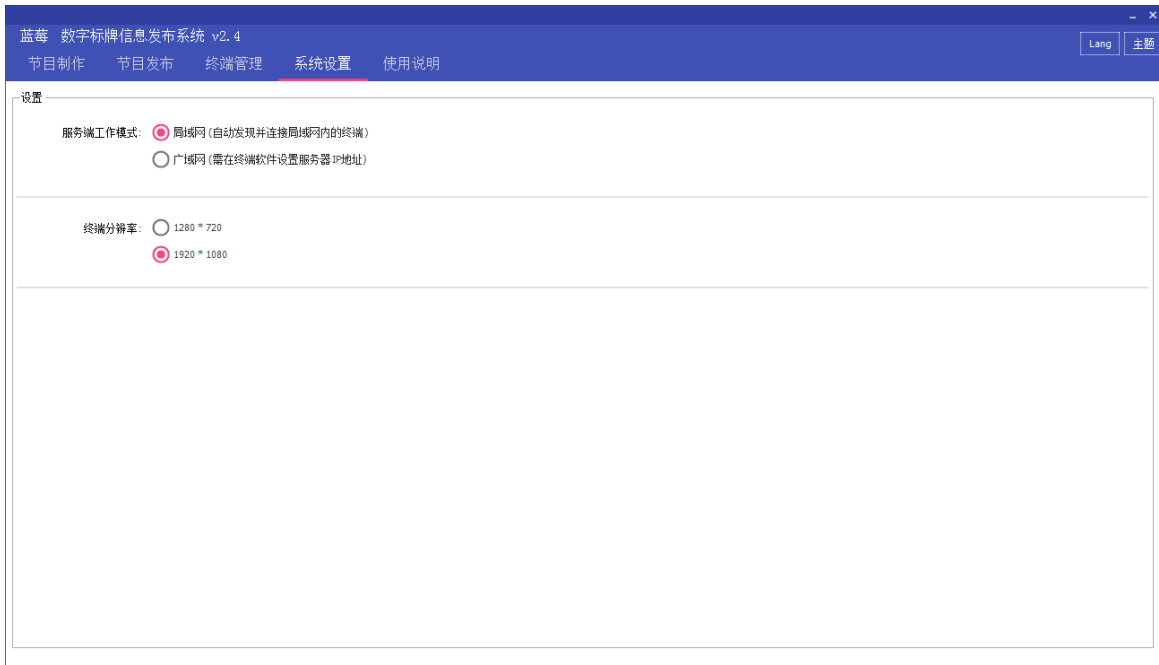 蓝莓 数字标牌信息发布系统 v2.4
Lang 主题
节目制作 节目发布 终端管理 系统设置 使用说明
设置
服务端工作模式: 局域网(自动发现并连接局域网内的终端)
广域网(需在终端软件设置服务器IP地址)
终端分辨率: 1280 * 720
1920 * 1080